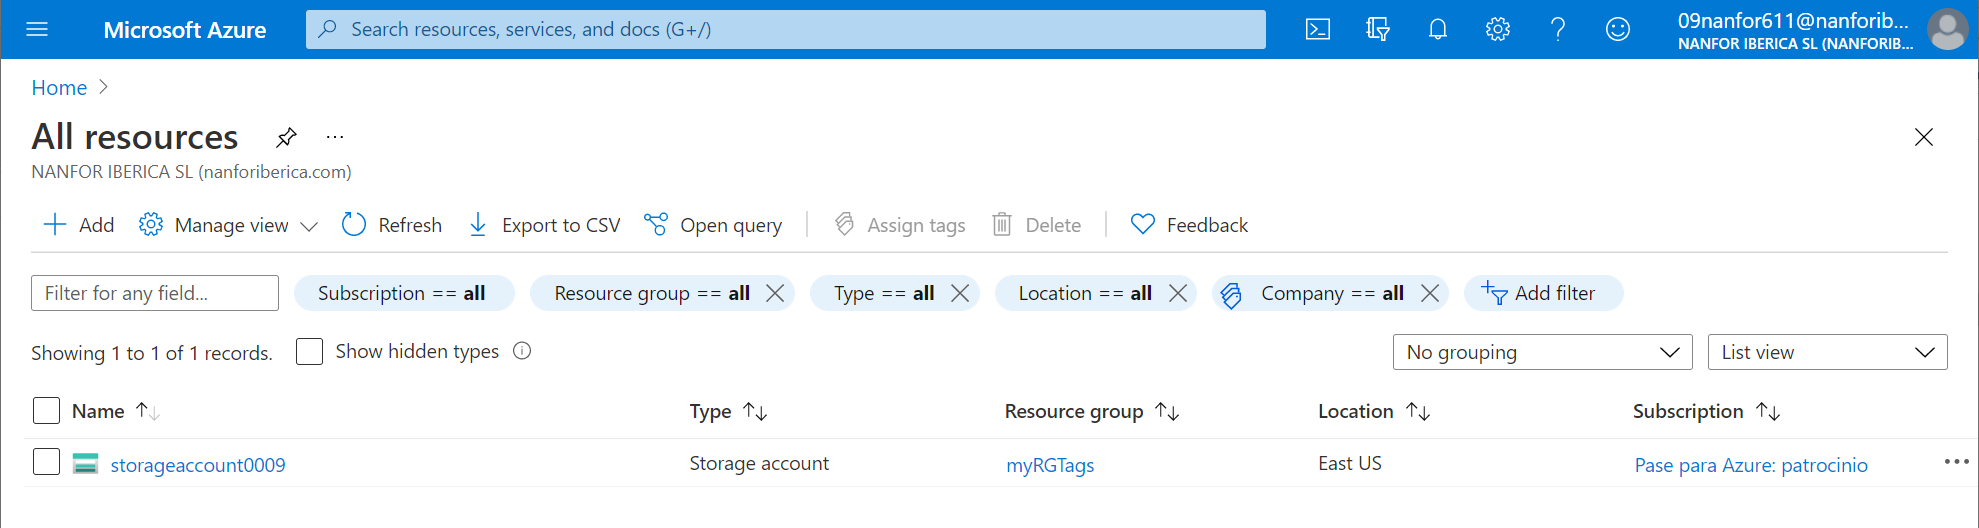 Microsoft Azure Search resources, services, and docs (G+/) 09nanfor611@nanforib...
NANFOR IBERICA SL (NANFORIB...
Home >
All resources ...
NANFOR IBERICA SL (nanforiberica.com)
Add Manage view Refresh Export to CSV Open query Assign tags Delete Feedback
Filter for any field... Subscription == all Resource group == all Type == all Location == all Company == all Add filter
Showing 1 to 1 of 1 records. Show hidden types No grouping List view
Name Type Resource group Location Subscription
storageaccount0009 Storage account myRGTags East US Pase para Azure: patrocinio ...